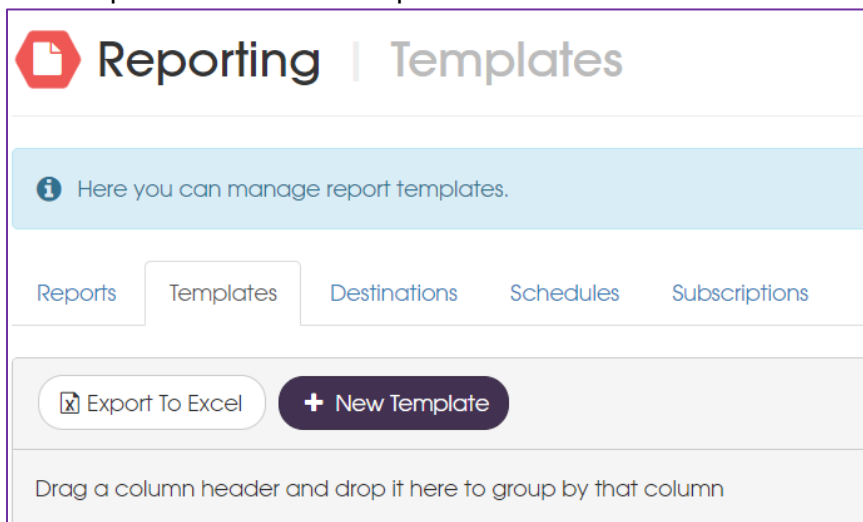 Reporting | Templates
Here you can manage report templates.
Reports Templates Destinations Schedules Subscriptions
Export To Excel + New Template
Drag a column header and drop it here to group by that column